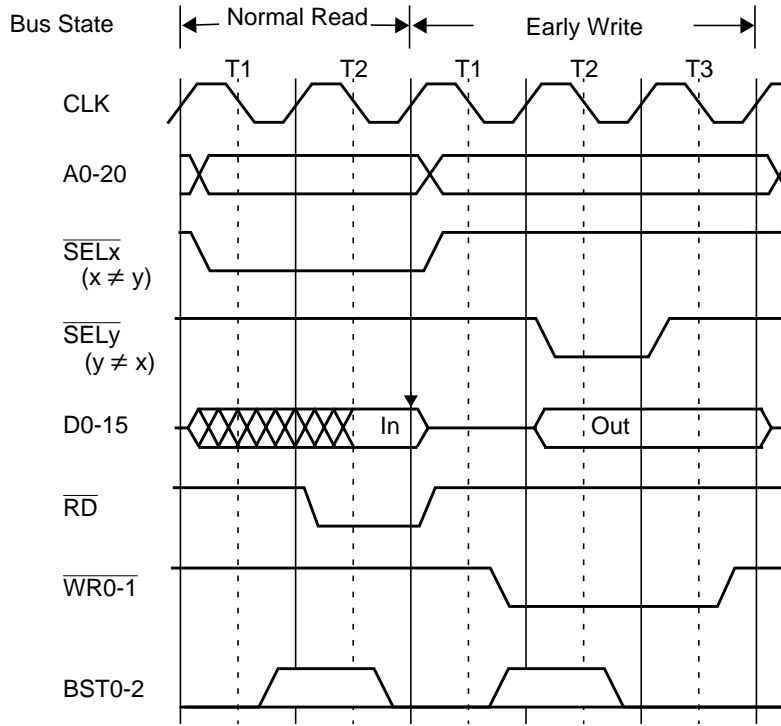 Bus State
Normal Read
Early Write
T1 T2 T1 T2 T3
CLK
A0-20
SELx
(x ≠ y)
SELy
(y ≠ x)
D0-15 In Out
RD
WR0-1
BST0-2